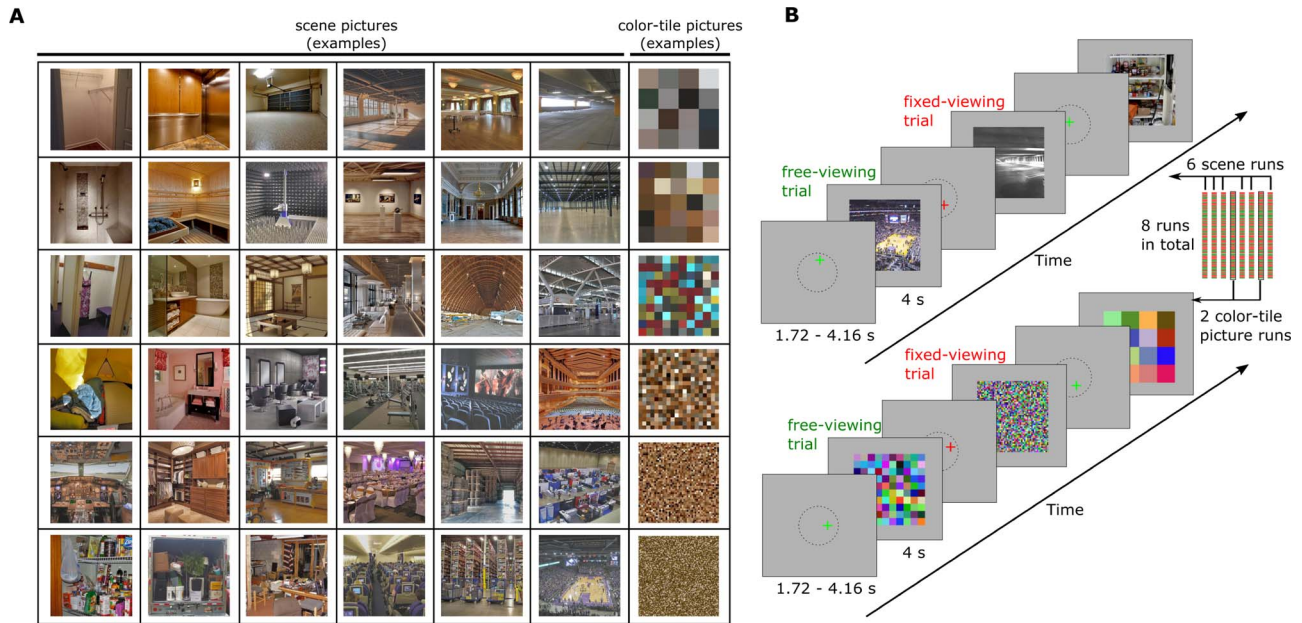 A
scene pictures
(examples)
color-tile pictures
(examples)
B
fixed-viewing
trial
free-viewing
trial
6 scene runs
8 runs
in total
Time
4 s
1.72 - 4.16 s
2 color-tile
picture runs
fixed-viewing
trial
free-viewing
trial
Time
4 s
1.72 - 4.16 s